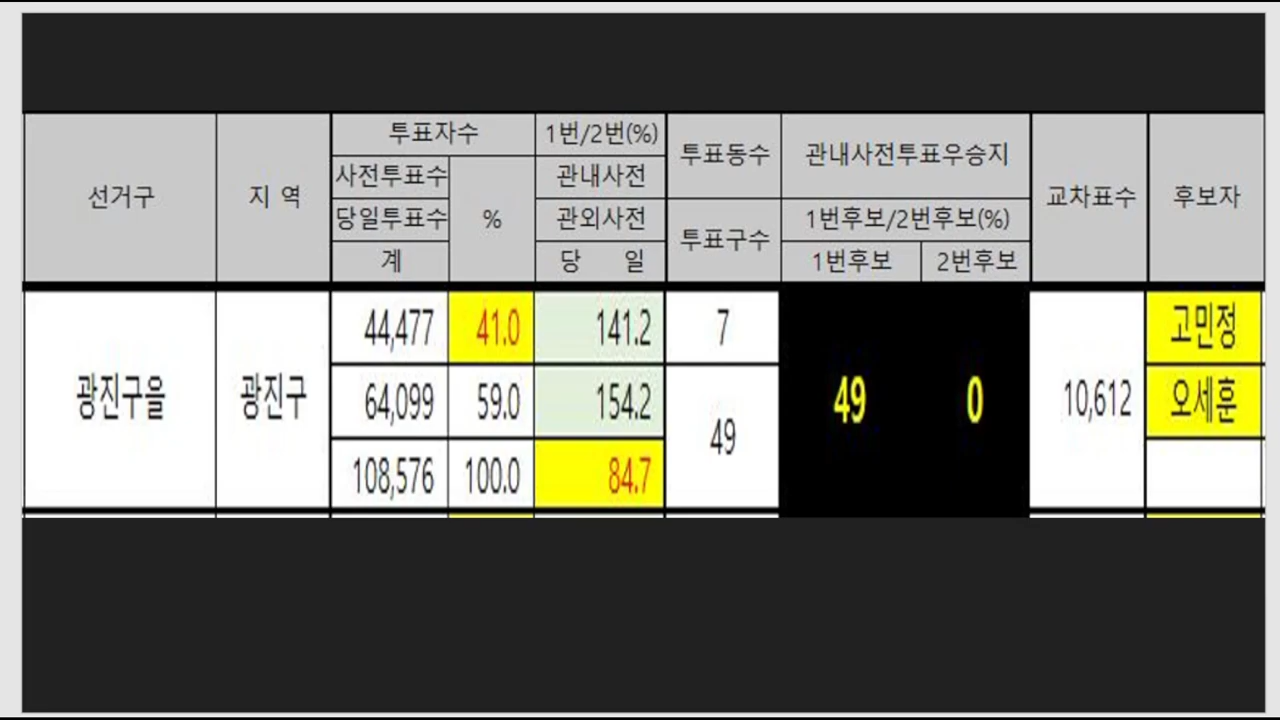 선거구 지 역 투표자수 1번/2번(%) 투표동수 관내사전투표우승지 교차표수 후보자
사전투표수 % 관내사전
당일투표수 관외사전 투표구수 1번후보/2번후보(%)
계 당 일 1번후보 2번후보
광진구을 광진구 44,477 41.0 141.2 7 49 0 10,612 고민정
64,099 59.0 154.2 49 오세훈
108,576 100.0 84.7